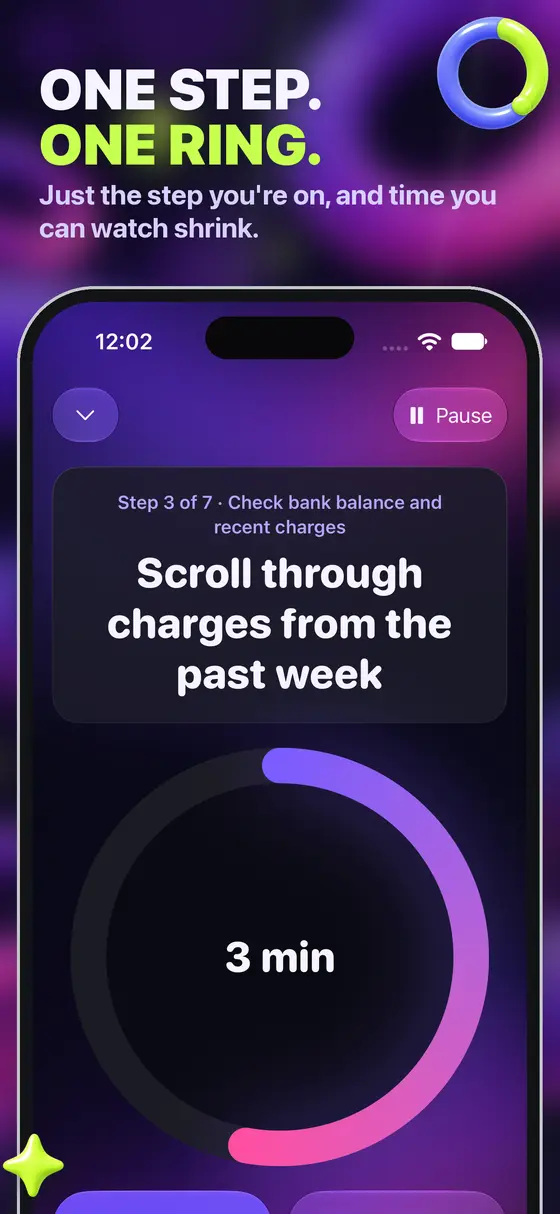 ONE STEP.
ONE RING.
Just the step you're on, and time you
can watch shrink.
12:02
Pause
Step 3 of 7 · Check bank balance and
recent charges
Scroll through
charges from the
past week
3 min